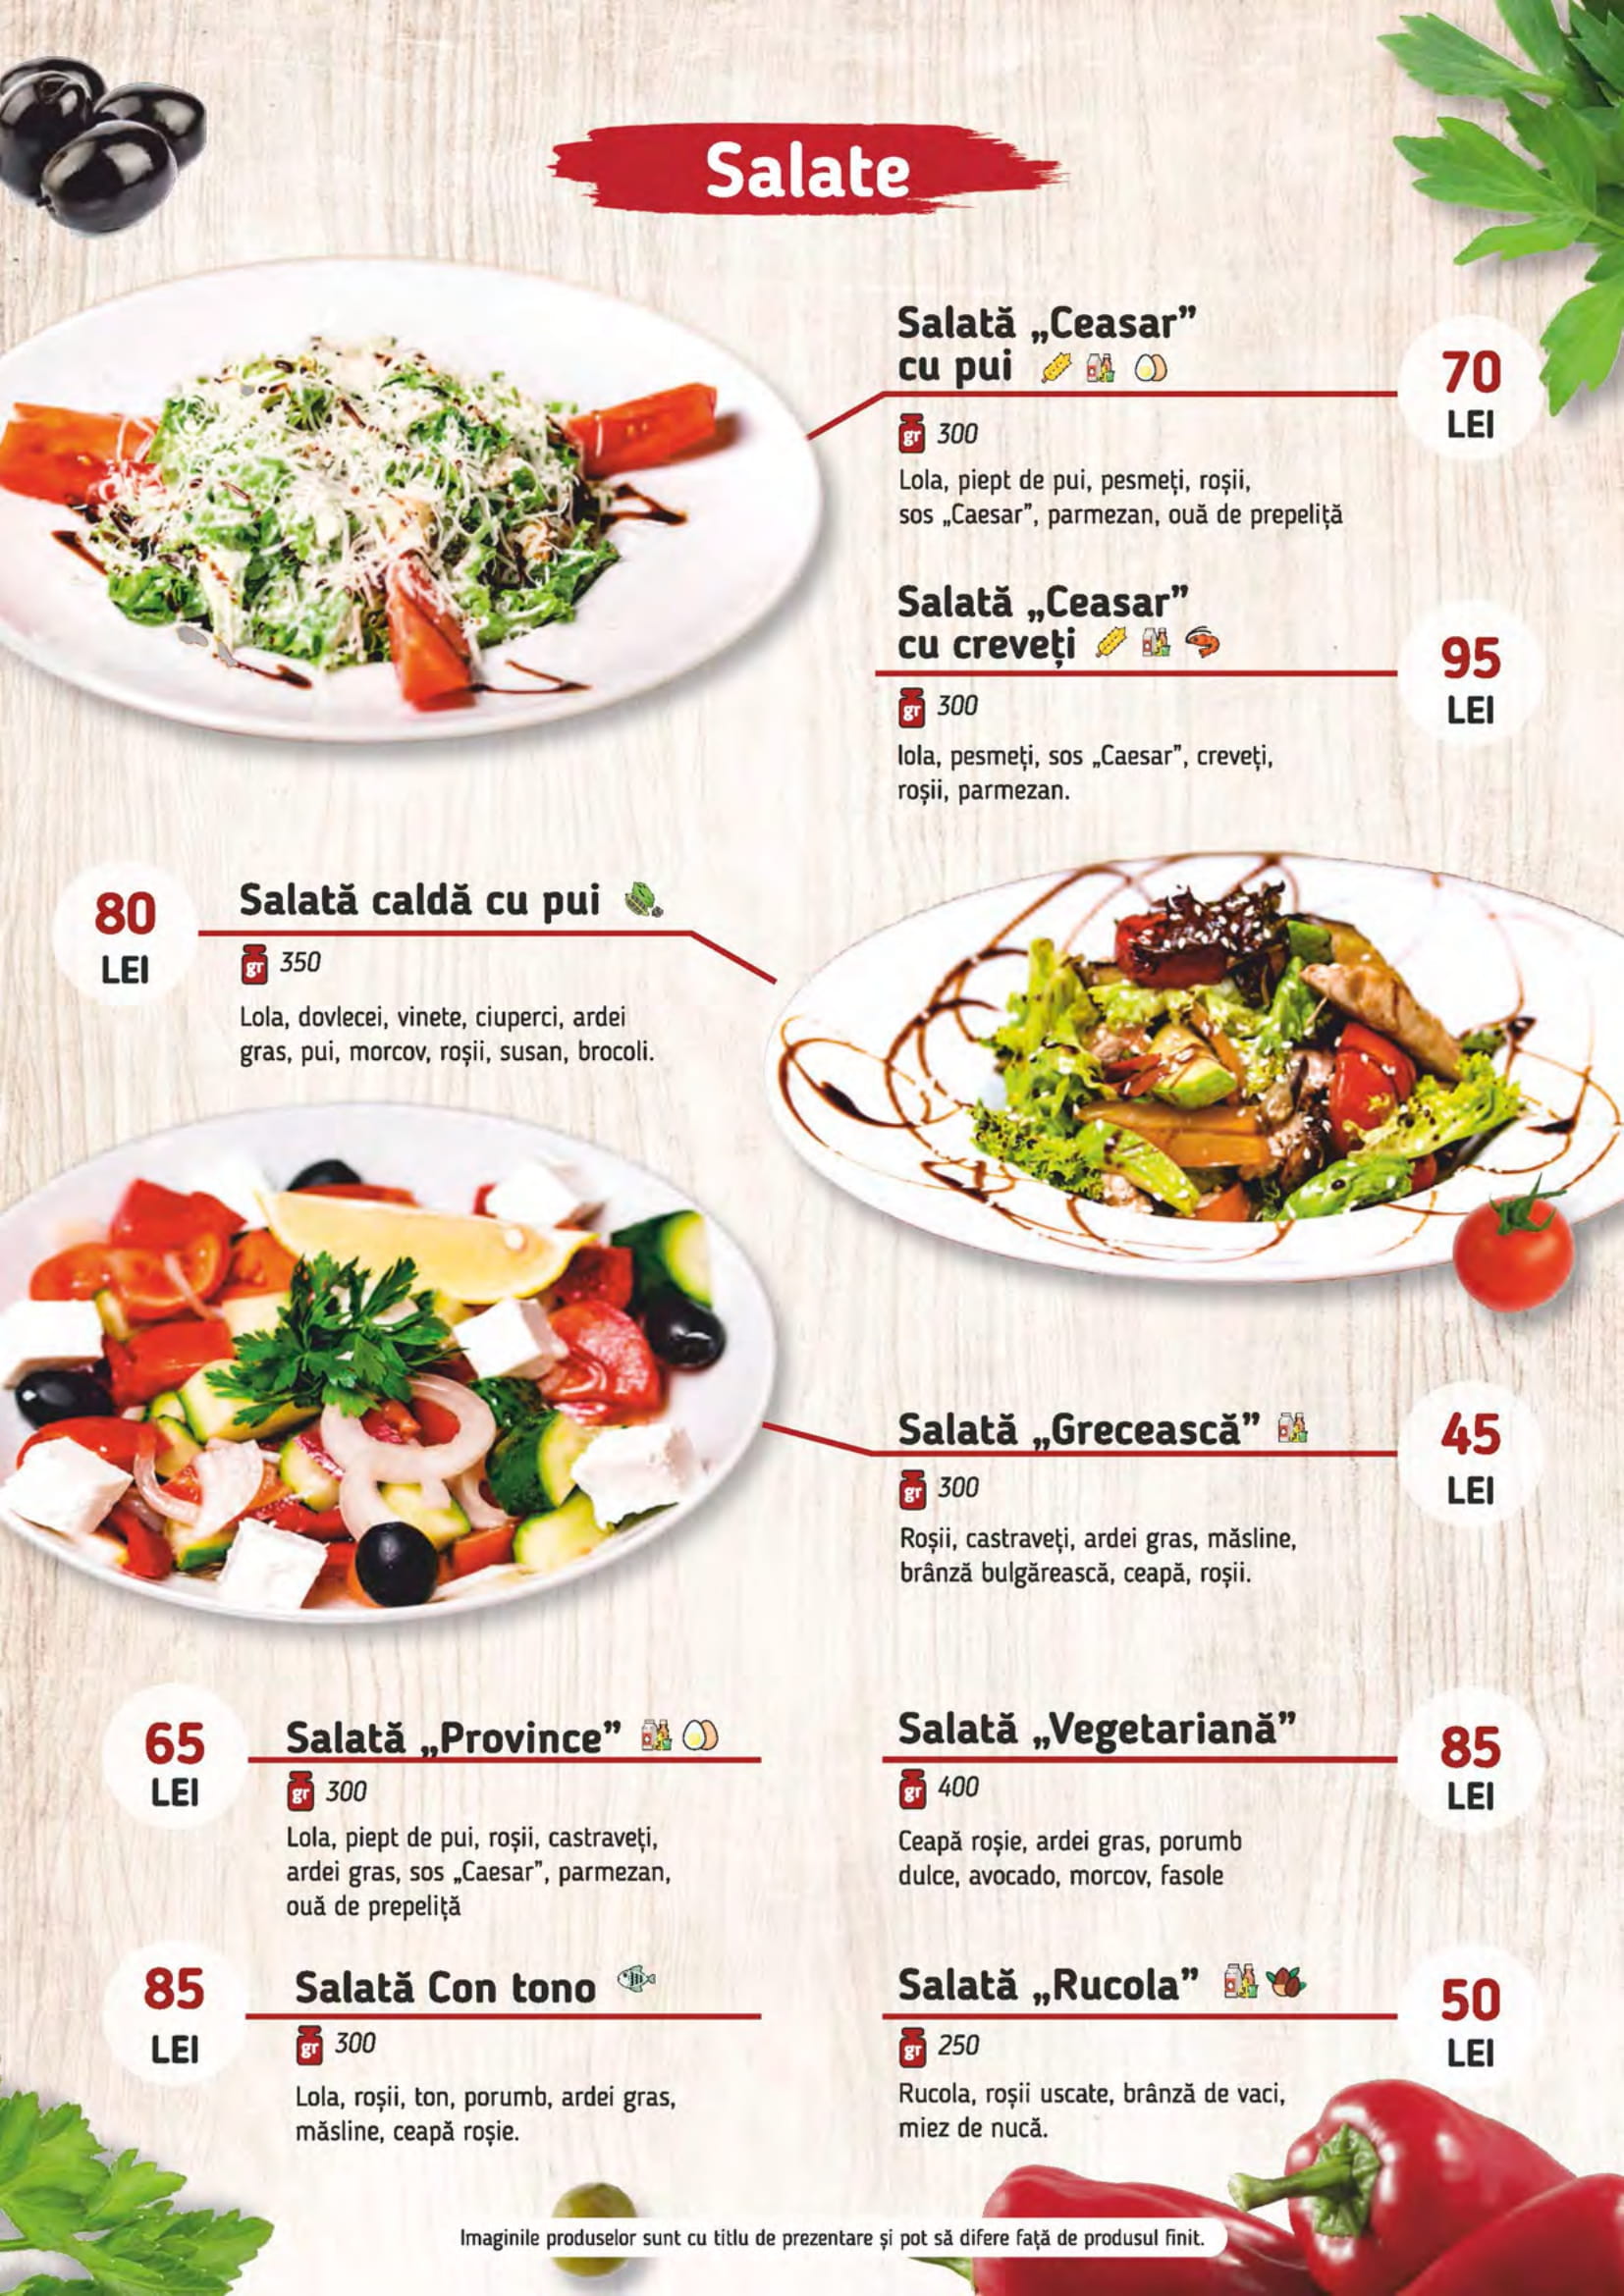 Salate
Salată „Ceasar”
cu pui
70
LEI
gr 300
Lola, piept de pui, pesmeți, roșii,
sos „Caesar”, parmezan, ouă de prepeliță
Salată „Ceasar”
cu creveți
95
LEI
gr 300
lola, pesmeți, sos „Caesar”, creveți,
roșii, parmezan.
80
LEI
Salată caldă cu pui
gr 350
Lola, dovlecei, vinete, ciuperci, ardei
gras, pui, morcov, roșii, susan, brocoli.
Salată „Grecească”
45
LEI
gr 300
Roșii, castraveți, ardei gras, măsline,
brânză bulgărească, ceapă, roșii.
65
LEI
Salată „Province”
gr 300
Lola, piept de pui, roșii, castraveți,
ardei gras, sos „Caesar”, parmezan,
ouă de prepeliță
Salată „Vegetariană”
85
LEI
gr 400
Ceapă roșie, ardei gras, porumb
dulce, avocado, morcov, fasole
85
LEI
Salată Con tono
gr 300
Lola, roșii, ton, porumb, ardei gras,
măsline, ceapă roșie.
Salată „Rucola”
50
LEI
gr 250
Rucola, roșii uscate, brânză de vaci,
miez de nucă.
Imaginile produselor sunt cu titlu de prezentare și pot să difere față de produsul finit.